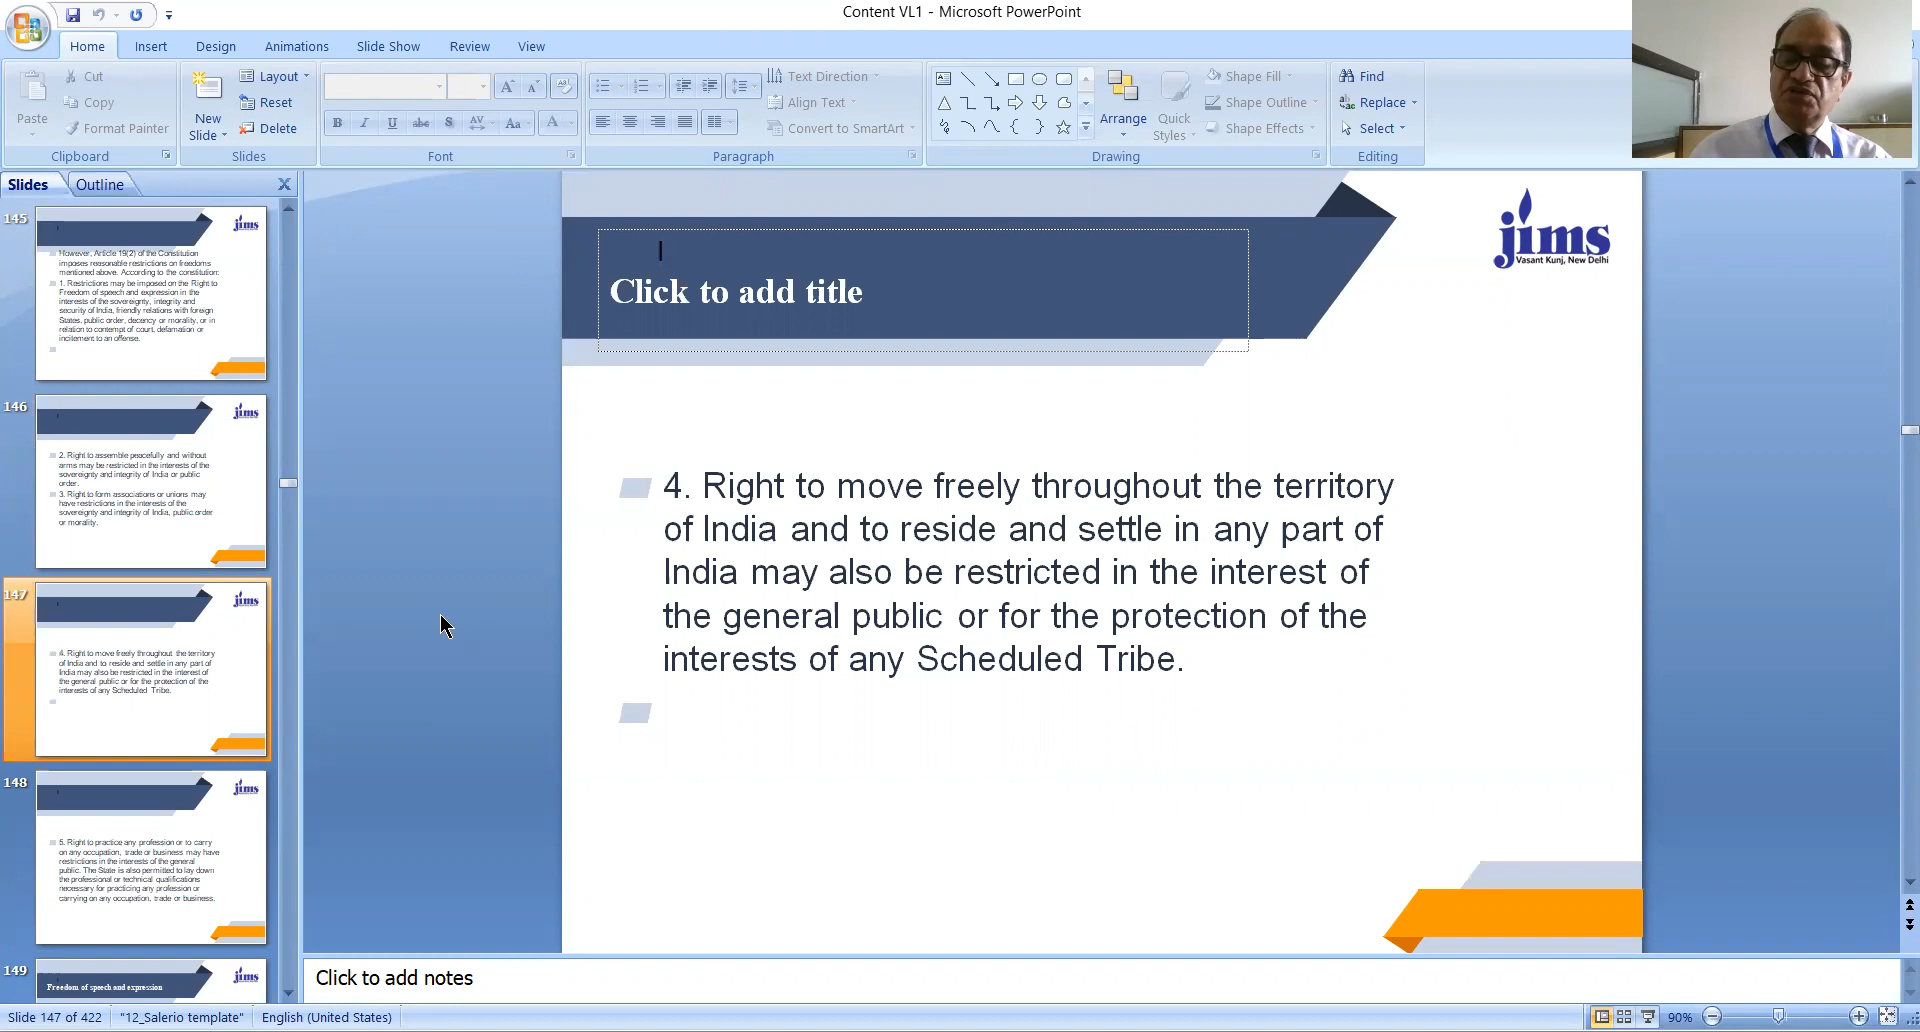 Content VL1 - Microsoft PowerPoint
Home Insert Design Animations Slide Show Review View
Paste
Cut
Copy
Format Painter
Clipboard
New Slide
Layout
Reset
Delete
Slides
B I U abc S AV Aa A
Font
Text Direction
Align Text
Convert to SmartArt
Paragraph
Arrange
Quick Styles
Shape Fill
Shape Outline
Shape Effects
Drawing
Find
Replace
Select
Editing
Slides Outline
145
jims
However, Article 19(2) of the Constitution
imposes reasonable restrictions on freedoms
mentioned above. According to the constitution:
1. Restrictions may be imposed on the Right to
Freedom of speech and expression in the
interests of the sovereignty, integrity and
security of India, friendly relations with foreign
States, public order, decency or morality, or in
relation to contempt of court, defamation or
incitement to an offense.
146
jims
2. Right to assemble peacefully and without
arms may be restricted in the interests of the
sovereignty and integrity of India or public
order.
3. Right to form associations or unions may
have restrictions in the interests of the
sovereignty and integrity of India, public order
or morality.
147
jims
4. Right to move freely throughout the territory
of India and to reside and settle in any part of
India may also be restricted in the interest of
the general public or for the protection of the
interests of any Scheduled Tribe.
148
jims
5. Right to practice any profession or to carry
on any occupation, trade or business may have
restrictions in the interests of the general
public. The State is also permitted to lay down
the professional or technical qualifications
necessary for practicing any profession or
carrying on any occupation, trade or business.
149
jims
Freedom of speech and expression
Click to add title
jims
Vasant Kunj, New Delhi
4. Right to move freely throughout the territory
of India and to reside and settle in any part of
India may also be restricted in the interest of
the general public or for the protection of the
interests of any Scheduled Tribe.
Click to add notes
Slide 147 of 422 "12_Salerio template" English (United States) 90%